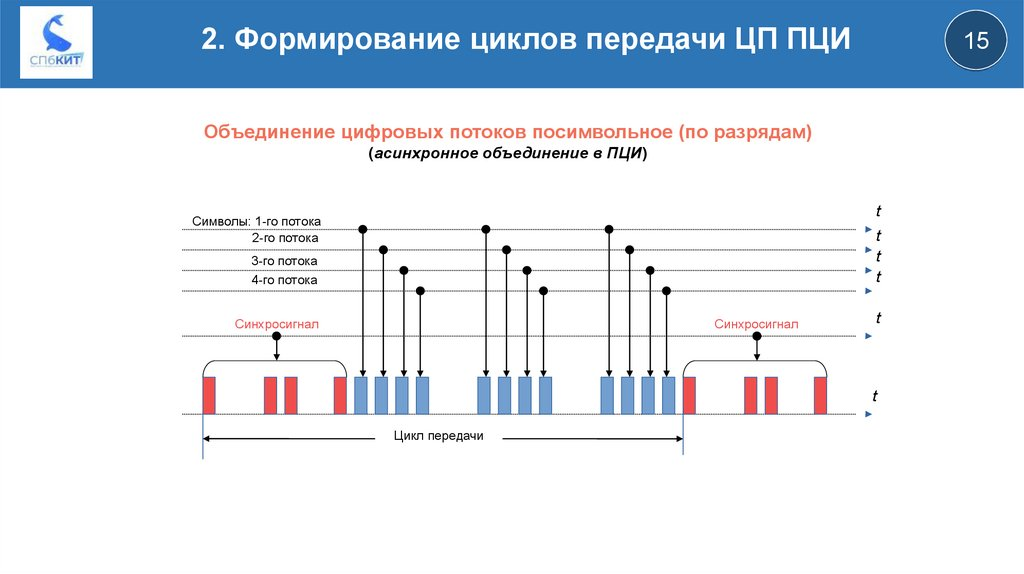 2. Формирование циклов передачи ЦП ПЦИ
15
СПбКИТ
Объединение цифровых потоков посимвольное (по разрядам)
(асинхронное объединение в ПЦИ)
t
Символы: 1-го потока
2-го потока
t
3-го потока
t
4-го потока
t
Синхросигнал
Синхросигнал
t
t
Цикл передачи